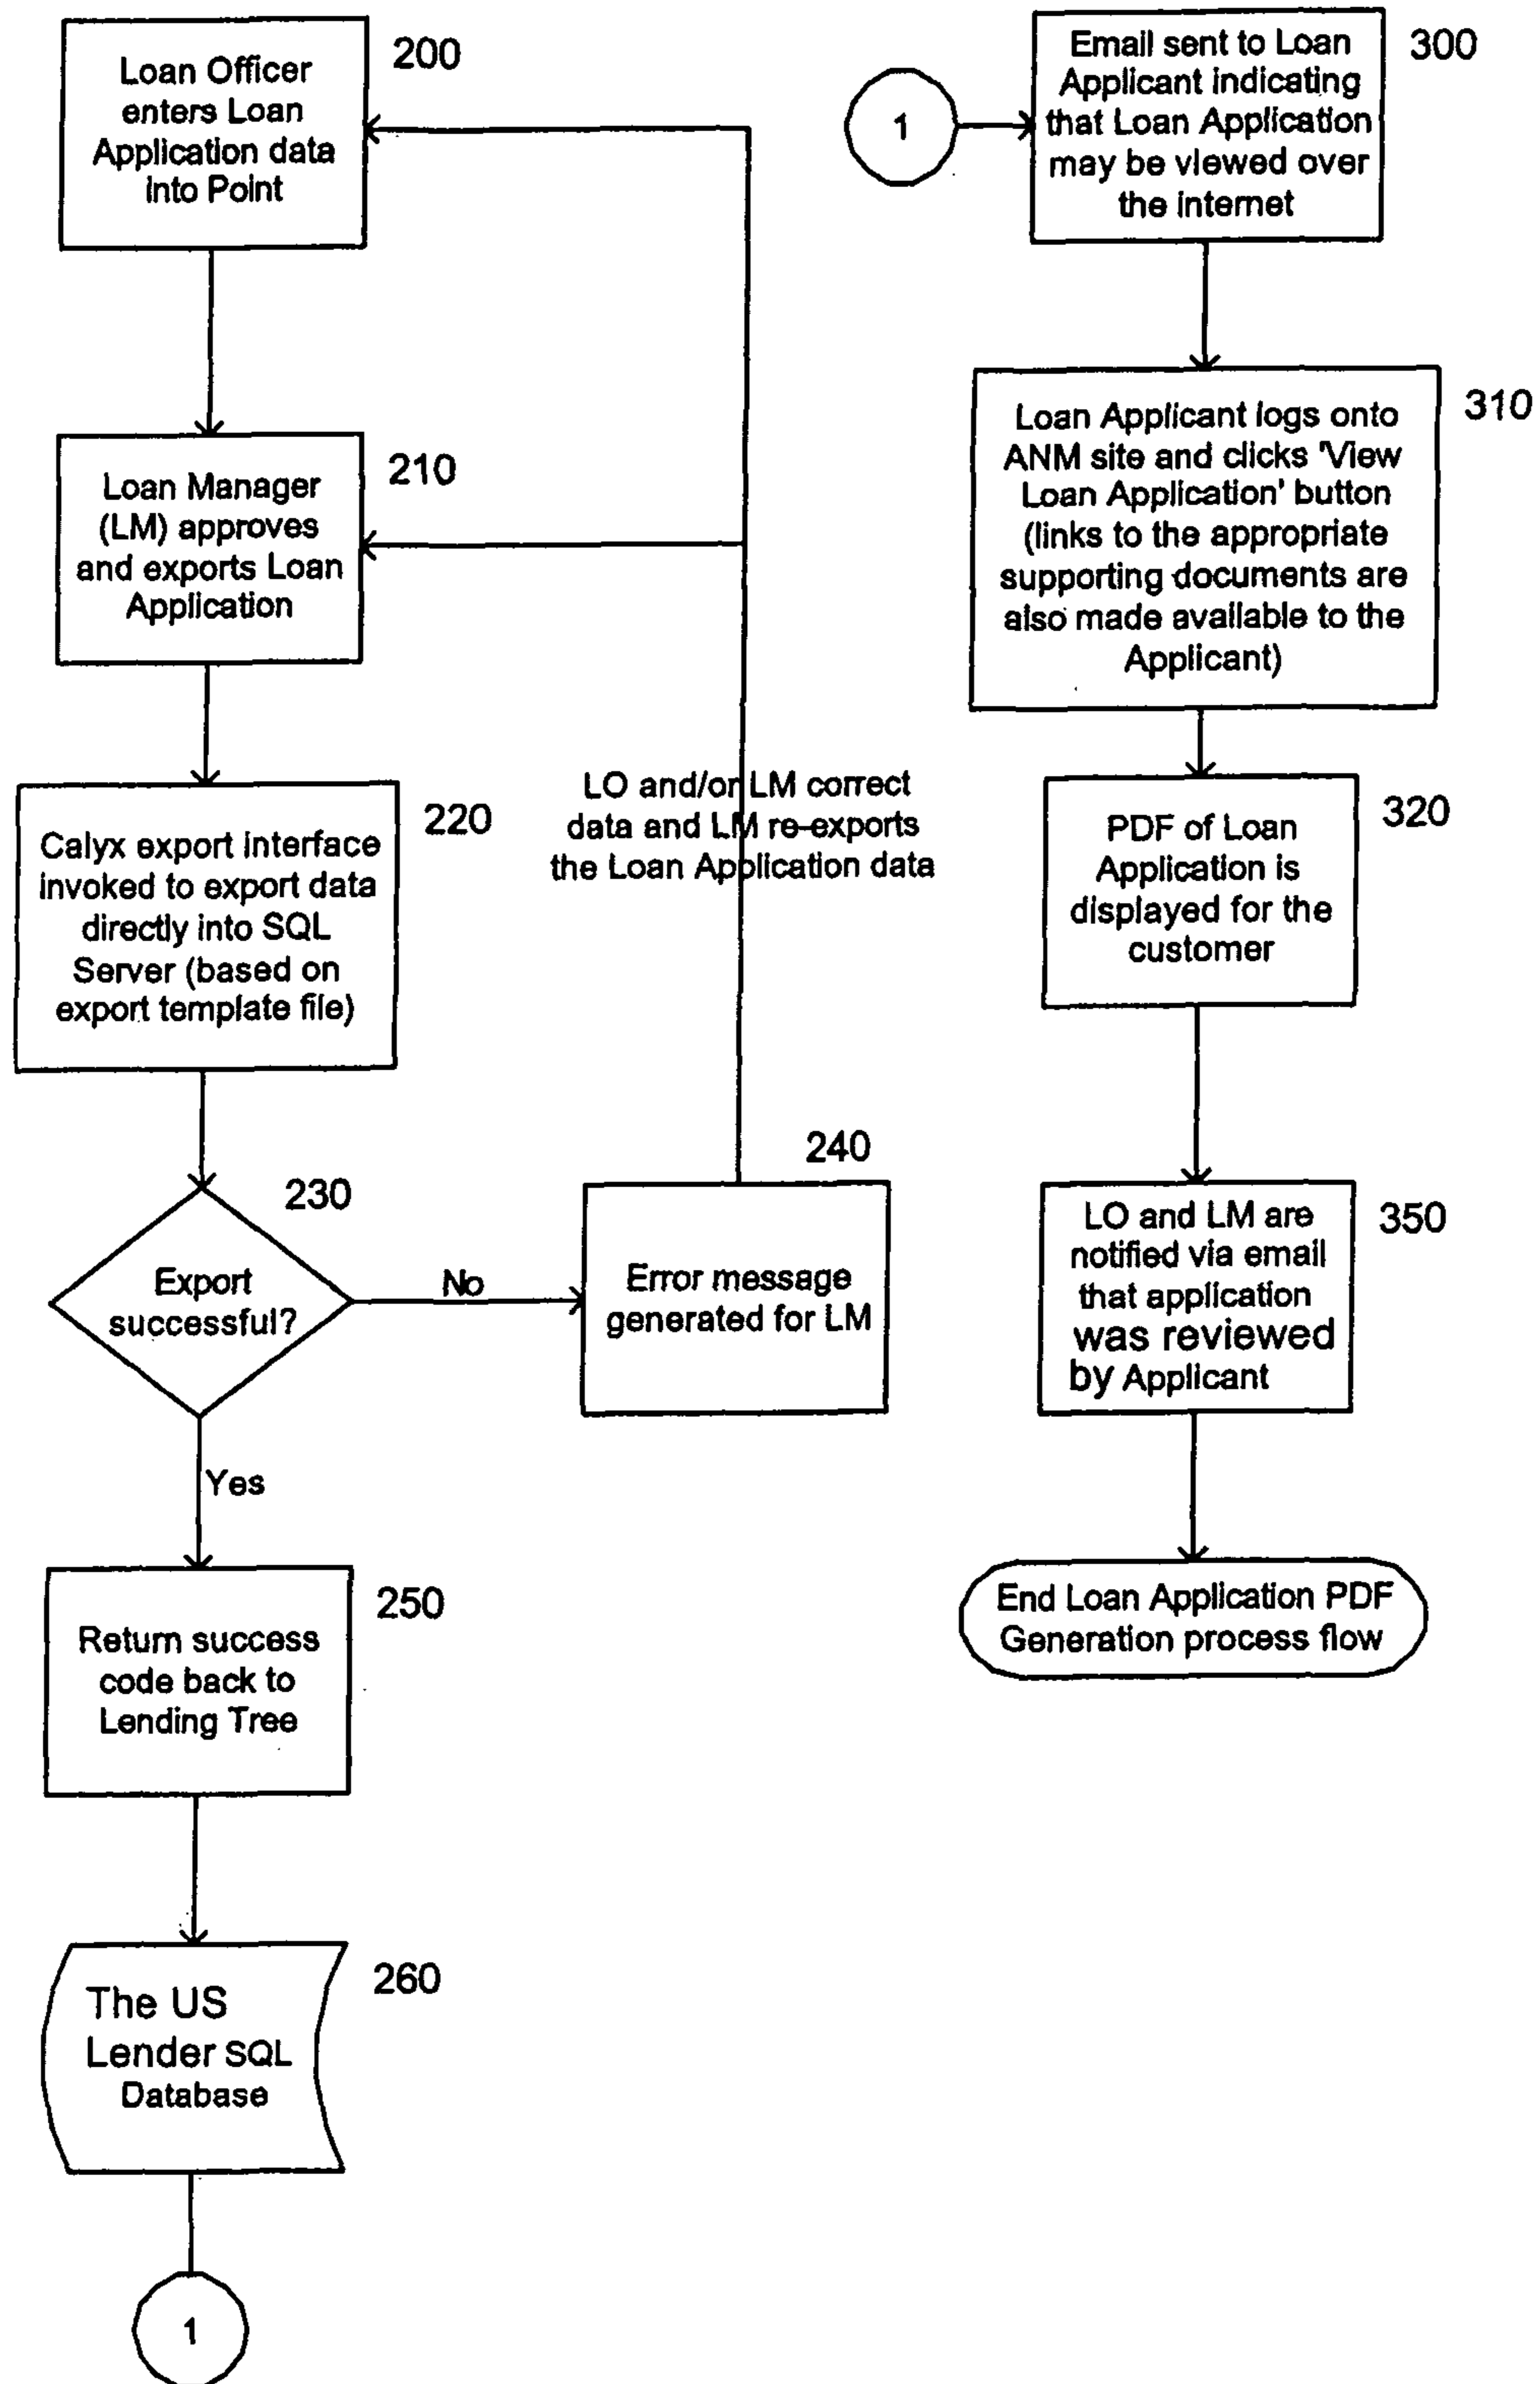 Loan Officer
enters Loan
Application data
into Point
200
Loan Manager
(LM) approves
and exports Loan
Application
210
Calyx export interface
invoked to export data
directly into SQL
Server (based on
export template file)
220
LO and/or LM correct
data and LM re-exports
the Loan Application data
Export
successful?
230
No
Error message
generated for LM
240
Yes
Return success
code back to
Lending Tree
250
The US
Lender SQL
Database
260
1
1
Email sent to Loan
Applicant indicating
that Loan Application
may be viewed over
the internet
300
Loan Applicant logs onto
ANM site and clicks 'View
Loan Application' button
(links to the appropriate
supporting documents are
also made available to the
Applicant)
310
PDF of Loan
Application is
displayed for the
customer
320
LO and LM are
notified via email
that application
was reviewed
by Applicant
350
End Loan Application PDF
Generation process flow